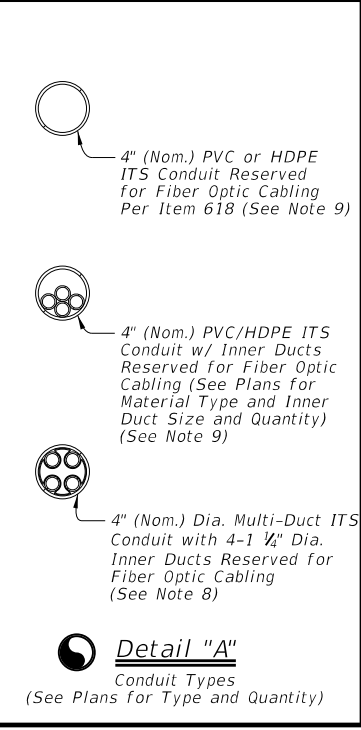 4" (Nom.) PVC or HDPE
ITS Conduit Reserved
for Fiber Optic Cabling
Per Item 618 (See Note 9)
4" (Nom.) PVC/HDPE ITS
Conduit w/ Inner Ducts
Reserved for Fiber Optic
Cabling (See Plans for
Material Type and Inner
Duct Size and Quantity)
(See Note 9)
4" (Nom.) Dia. Multi-Duct ITS
Conduit with 4-1 ¼" Dia.
Inner Ducts Reserved for
Fiber Optic Cabling
(See Note 8)
Detail "A"
Conduit Types
(See Plans for Type and Quantity)